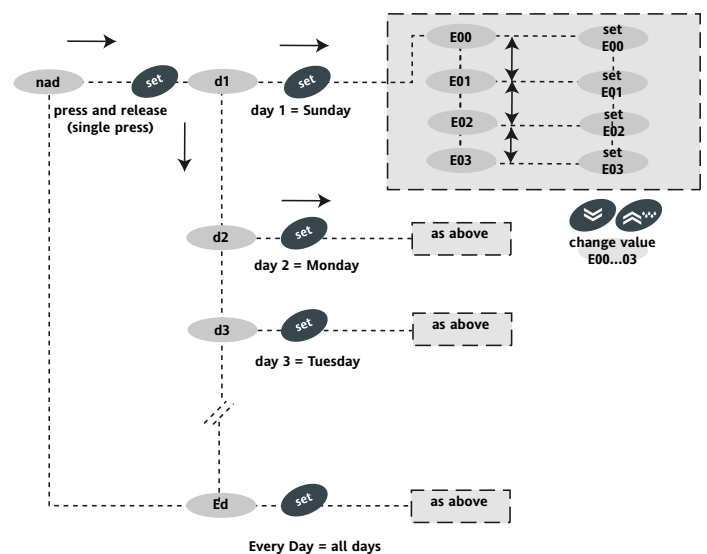 nad
set
press and release
(single press)
d1
set
day 1 = Sunday
E00
set
E00
E01
set
E01
E02
set
E02
E03
set
E03
change value
E00...03
d2
set
day 2 = Monday
as above
d3
set
day 3 = Tuesday
as above
Ed
set
Every Day = all days
as above